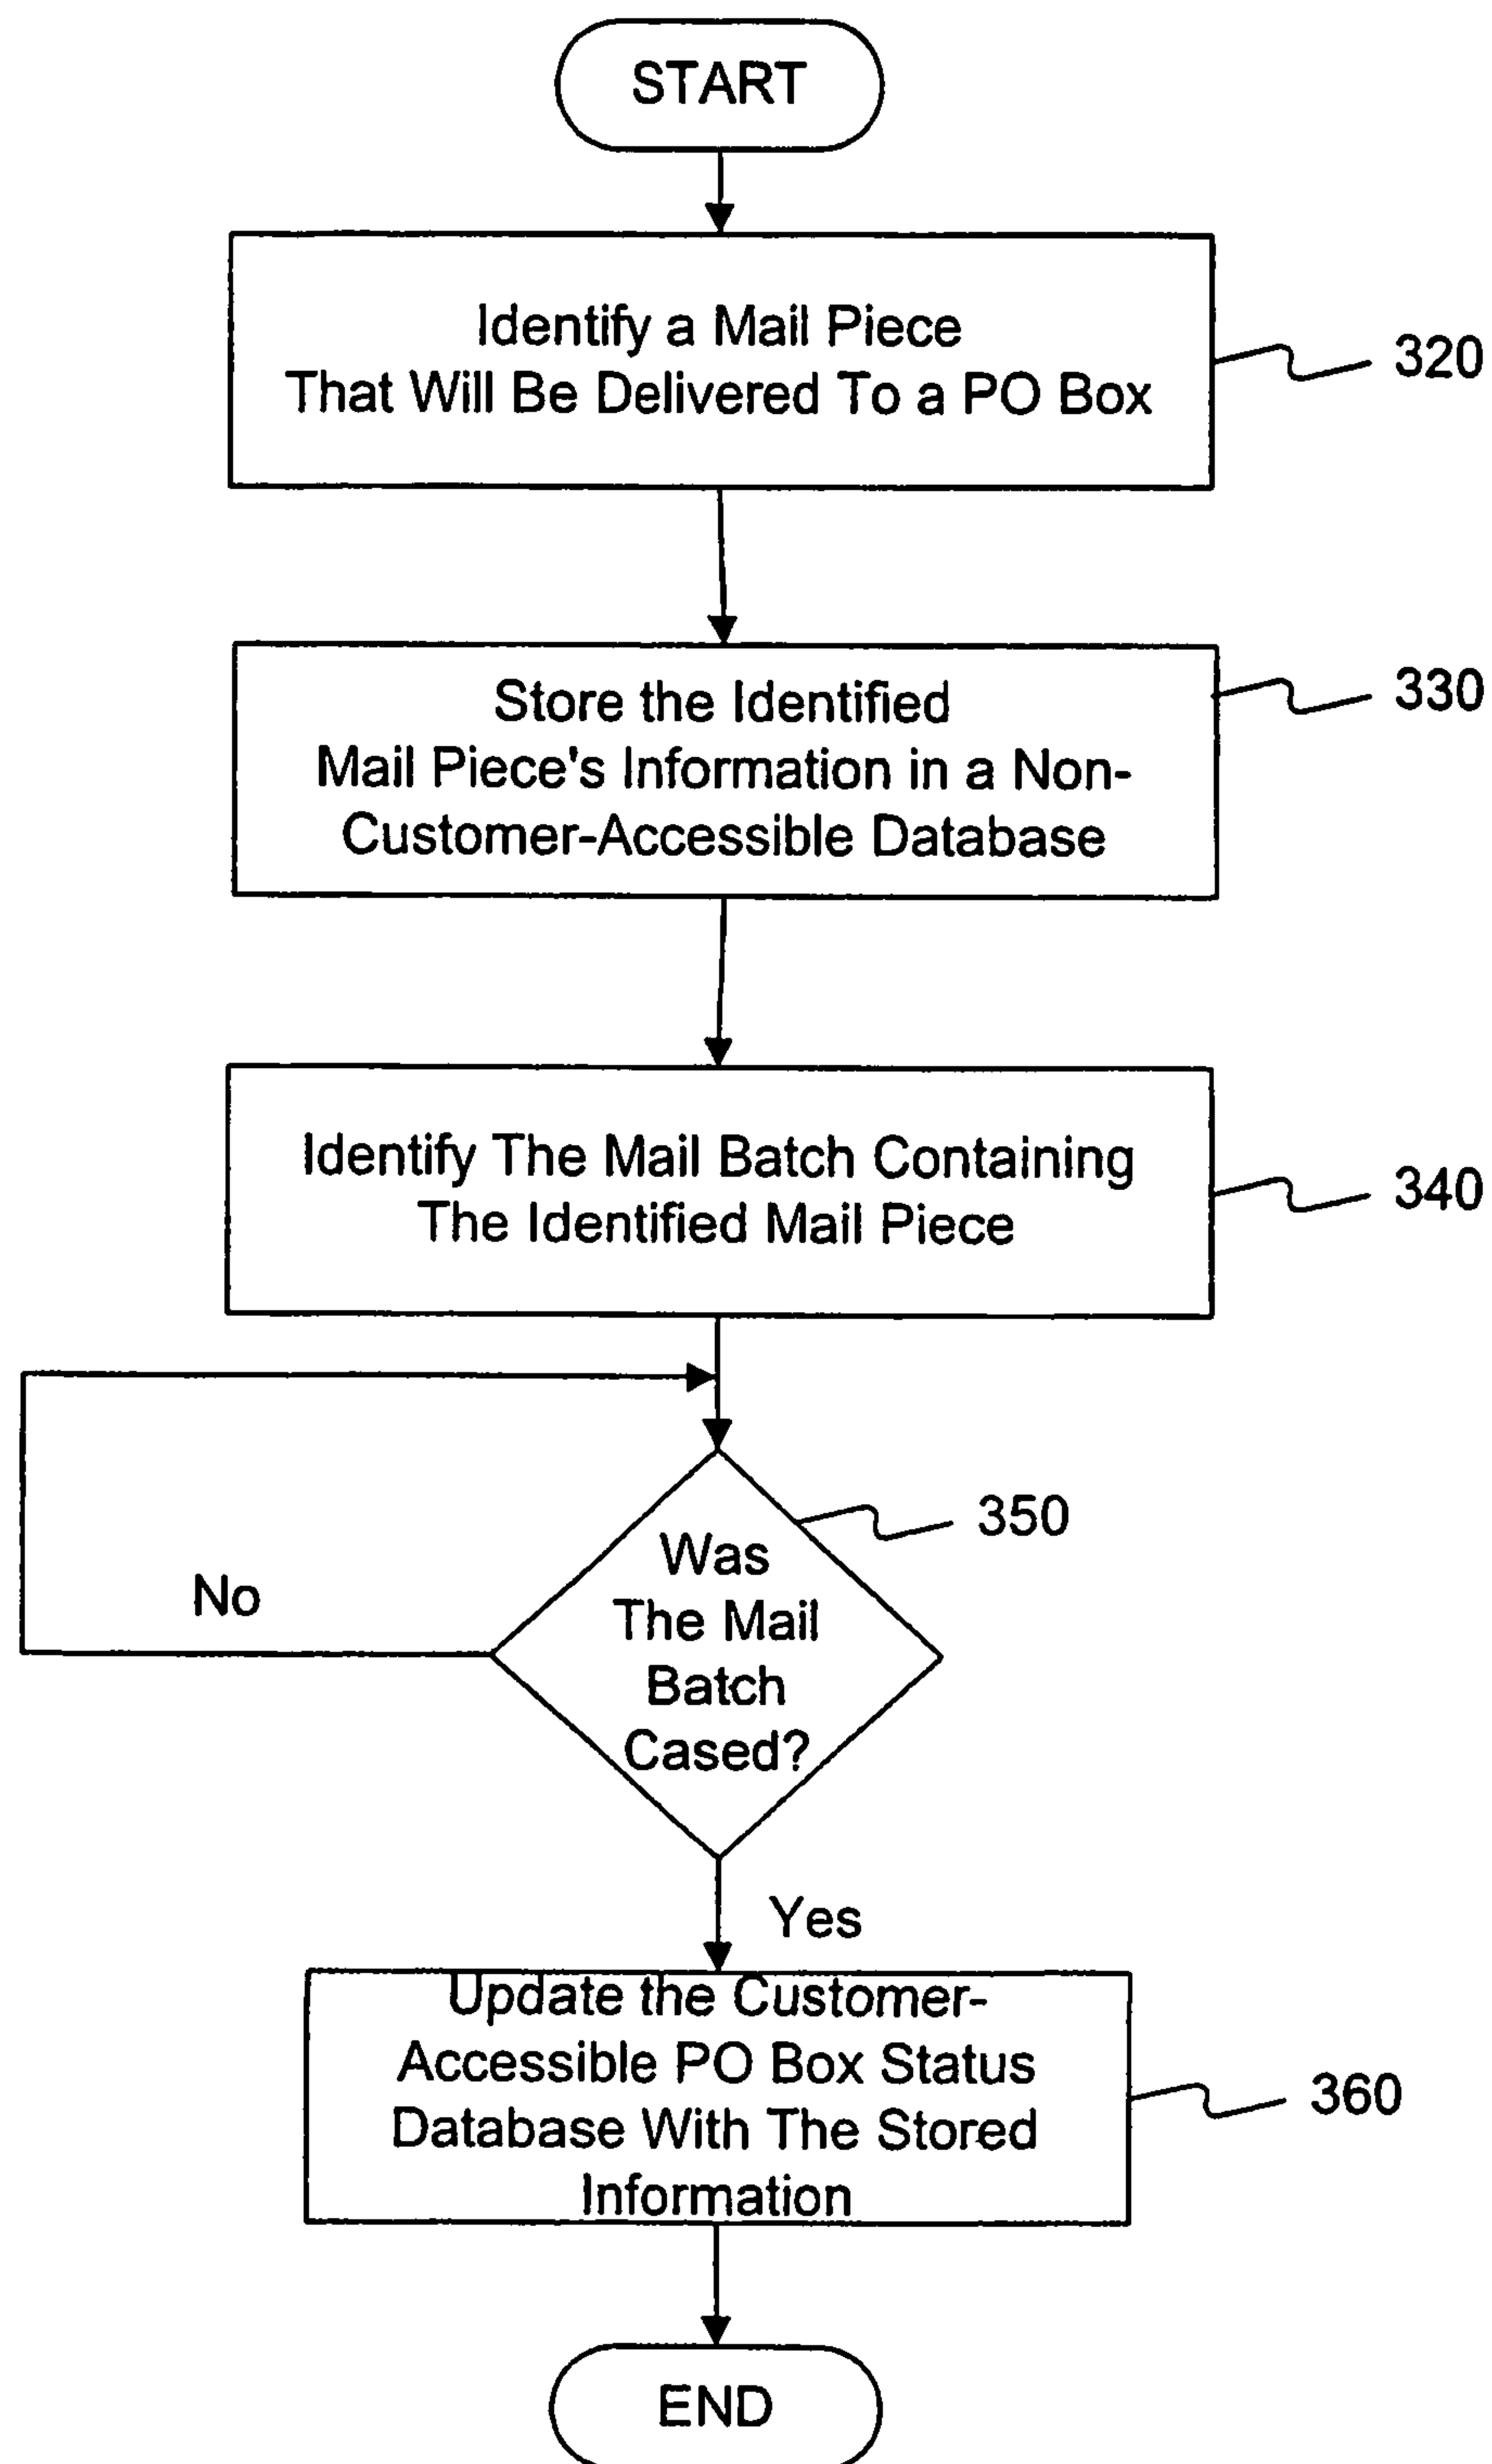 START
Identify a Mail Piece
That Will Be Delivered To a PO Box
320
Store the Identified
Mail Piece's Information in a Non-
Customer-Accessible Database
330
Identify The Mail Batch Containing
The Identified Mail Piece
340
Was
The Mail
Batch
Cased?
350
No
Yes
Update the Customer-
Accessible PO Box Status
Database With The Stored
Information
360
END